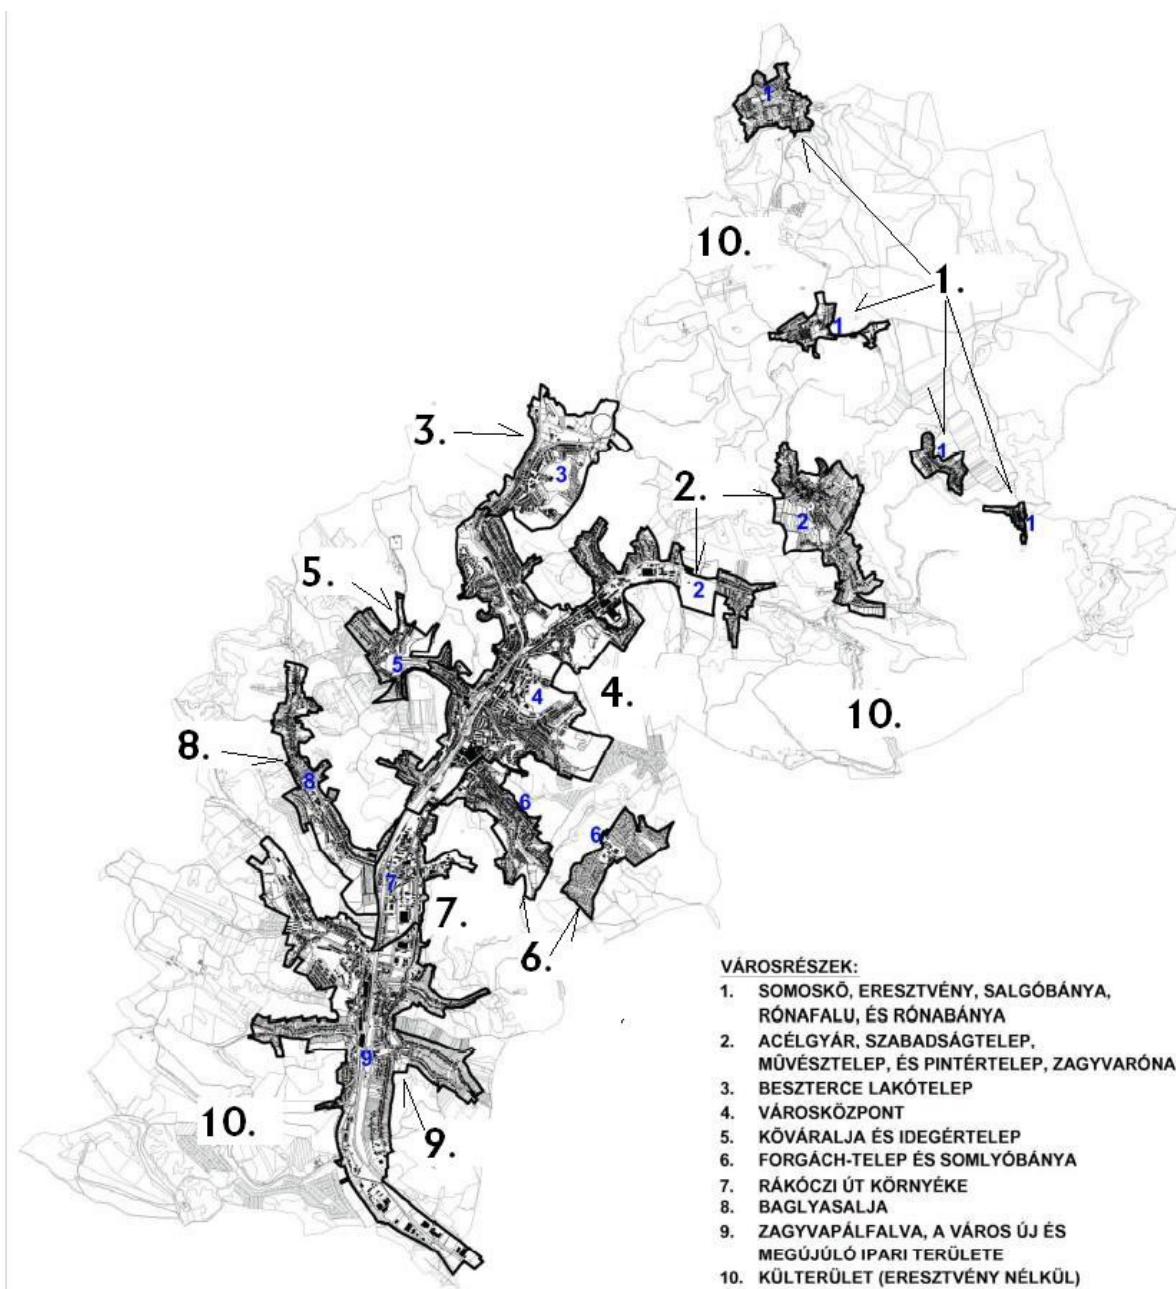 1
10.
1.
1
3.
3
1
2.
2
1
5.
2
5
4
4.
10.
8.
8
6
6
7
7.
6.
9
10.
9.
VÁROSRÉSZEK:
1. SOMOSKŐ, ERESZTVÉNY, SALGÓBÁNYA,
RÓNAFALU, ÉS RÓNABÁNYA
2. ACÉLGYÁR, SZABADSÁGTELEP,
MŰVÉSZTELEP, ÉS PINTÉRTELEP, ZAGYVARÓNA
3. BESZTERCE LAKÓTELEP
4. VÁROSKÖZPONT
5. KŐVÁRALJA ÉS IDEGÉRTELEP
6. FORGÁCH-TELEP ÉS SOMLYÓBÁNYA
7. RÁKÓCZI ÚT KÖRNYÉKE
8. BAGLYASALJA
9. ZAGYVAPÁLFALVA, A VÁROS ÚJ ÉS
MEGÚJÚLÓ IPARI TERÜLETE
10. KÜLTERÜLET (ERESZTVÉNY NÉLKÜL)